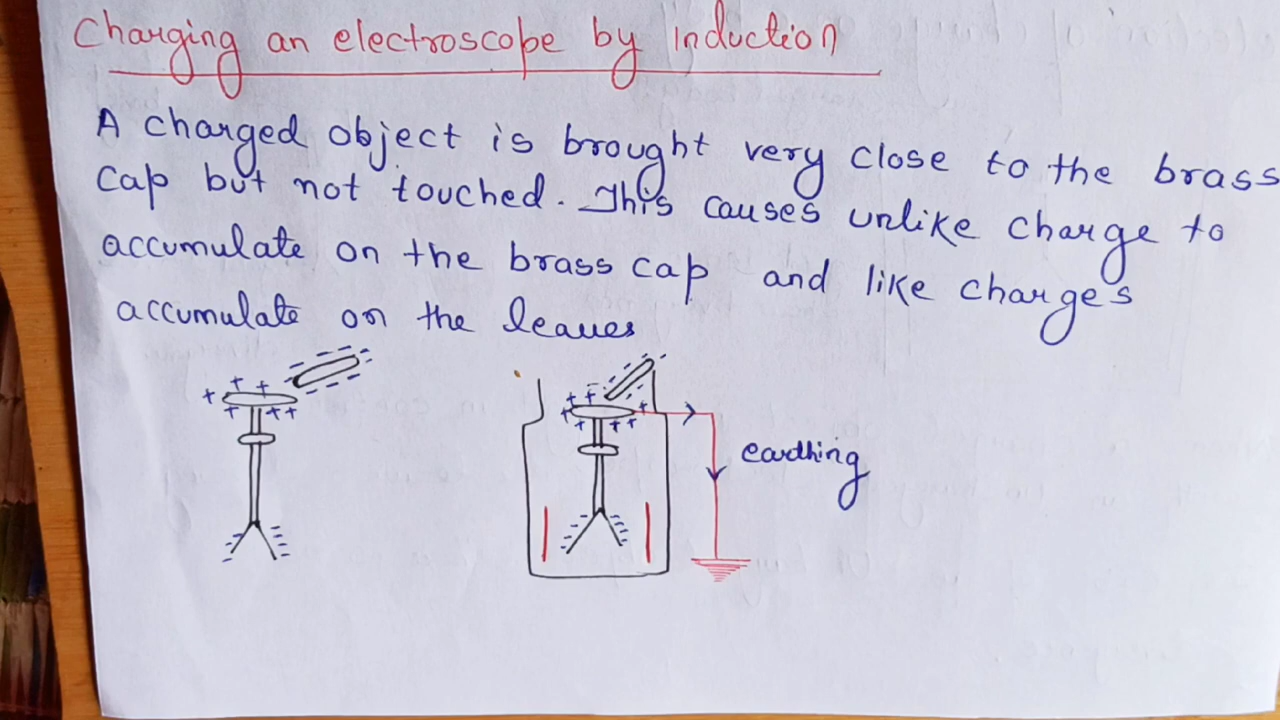 Charging an electroscope by Induction
A charged object is brought very close to the brass
Cap but not touched. This causes unlike charge to
accumulate on the brass cap and like charges
accumulate on the leaves
earthing